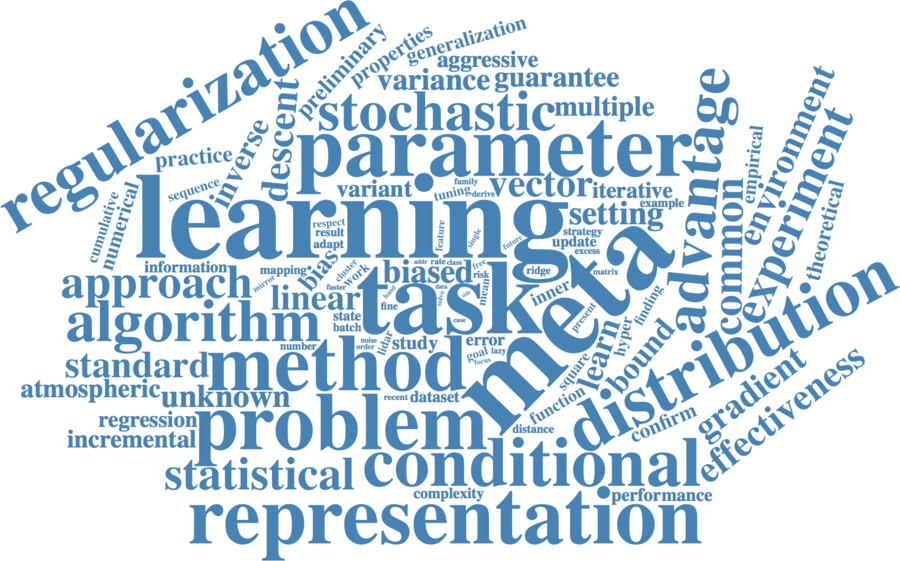 regularization
preliminary
properties
generalization
aggressive
variance
guarantee
stochastic
multiple
parameter
descent
inverse
practice
sequence
cumulative
numerical
learning
variant
family
tuning
derive
vector
iterative
example
setting
strategy
update
excess
advantage
common
empirical
environment
experiment
theoretical
respect
result
adapt
feature
single
future
information
mapping
mirror
bias
cluster
work
faster
approach
linear
biased
addr
rate
class
free
risk
mean
ridge
matrix
inner
meta
task
data
solve
case
fine
state
batch
algorithm
noise
order
lidar
study
error
goal
lazy
focus
number
present
finding
hyper
learn
square
bound
distribution
standard
method
atmospheric
unknown
recent
dataset
function
distance
confirm
gradient
effectiveness
regression
incremental
problem
statistical
conditional
complexity
performance
representation